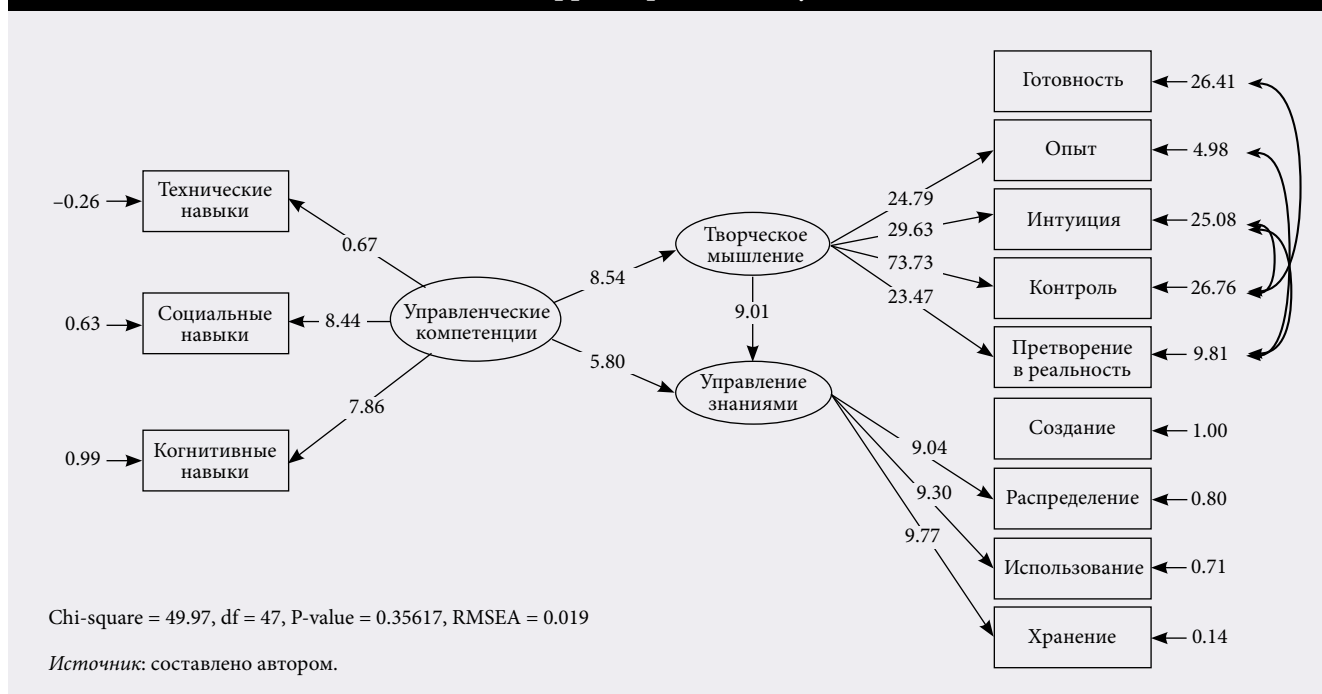 Готовность
26.41
Опыт
4.98
Технические
навыки
–0.26
24.79
Интуиция
25.08
0.67
29.63
Творческое
мышление
73.73
Контроль
26.76
8.54
23.47
Социальные
навыки
0.63
8.44
Управленческие
компетенции
9.01
Претворение
в реальность
9.81
5.80
Управление
знаниями
7.86
Создание
1.00
9.04
Когнитивные
навыки
0.99
9.30
Распределение
0.80
9.77
Использование
0.71
Chi-square = 49.97, df = 47, P-value = 0.35617, RMSEA = 0.019
Хранение
0.14
Источник: составлено автором.